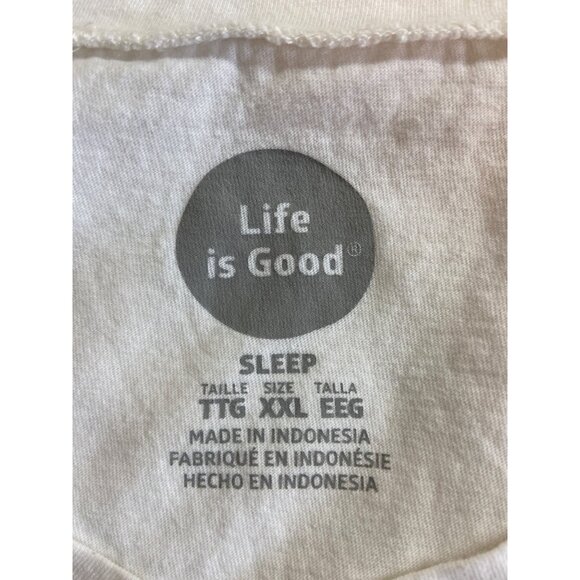 Life
is Good®
SLEEP
TAILLE SIZE TALLA
TTG XXL EEG
MADE IN INDONESIA
FABRIQUÉ EN INDONÉSIE
HECHO EN INDONESIA